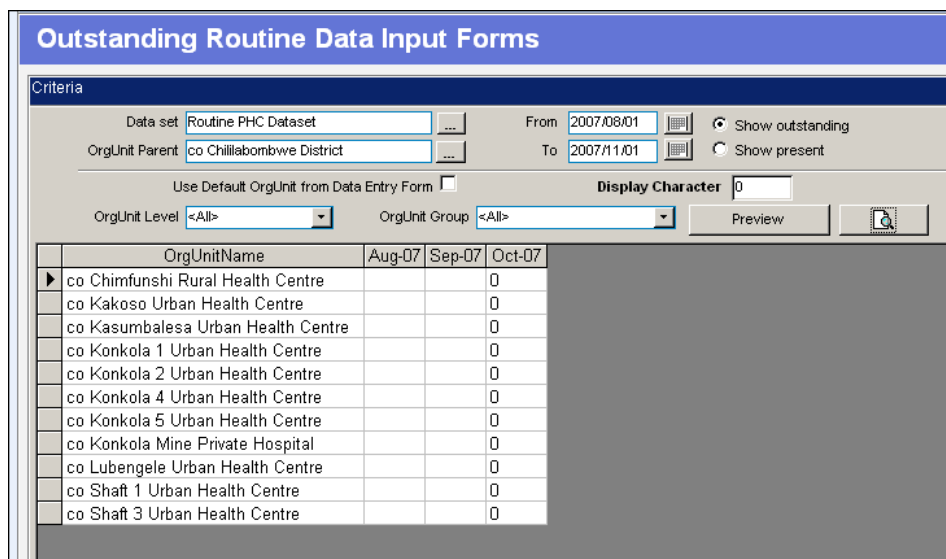 Outstanding Routine Data Input Forms
Criteria
Data set Routine PHC Dataset ... From 2007/08/01 Show outstanding
OrgUnit Parent co Chililabombwe District ... To 2007/11/01 Show present
Use Default OrgUnit from Data Entry Form Display Character 0
OrgUnit Level <All> OrgUnit Group <All> Preview
OrgUnitName Aug-07 Sep-07 Oct-07
co Chimfunshi Rural Health Centre 0
co Kakoso Urban Health Centre 0
co Kasumbalesa Urban Health Centre 0
co Konkola 1 Urban Health Centre 0
co Konkola 2 Urban Health Centre 0
co Konkola 4 Urban Health Centre 0
co Konkola 5 Urban Health Centre 0
co Konkola Mine Private Hospital 0
co Lubengele Urban Health Centre 0
co Shaft 1 Urban Health Centre 0
co Shaft 3 Urban Health Centre 0